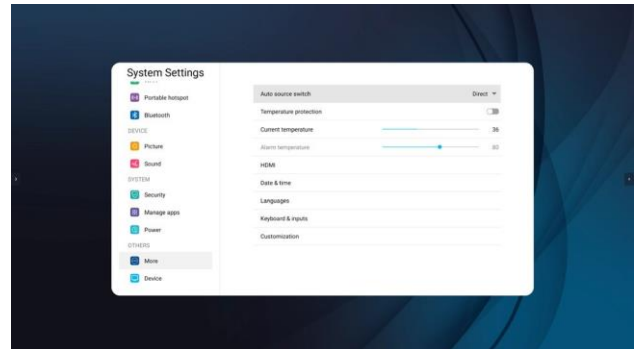 System Settings
Portable hotspot
Bluetooth
DEVICE
Picture
Sound
SYSTEM
Security
Manage apps
Power
OTHERS
More
Device
Auto source switch Direct
Temperature protection
Current temperature 36
Alarm temperature 60
HDMI
Date & time
Languages
Keyboard & inputs
Customization